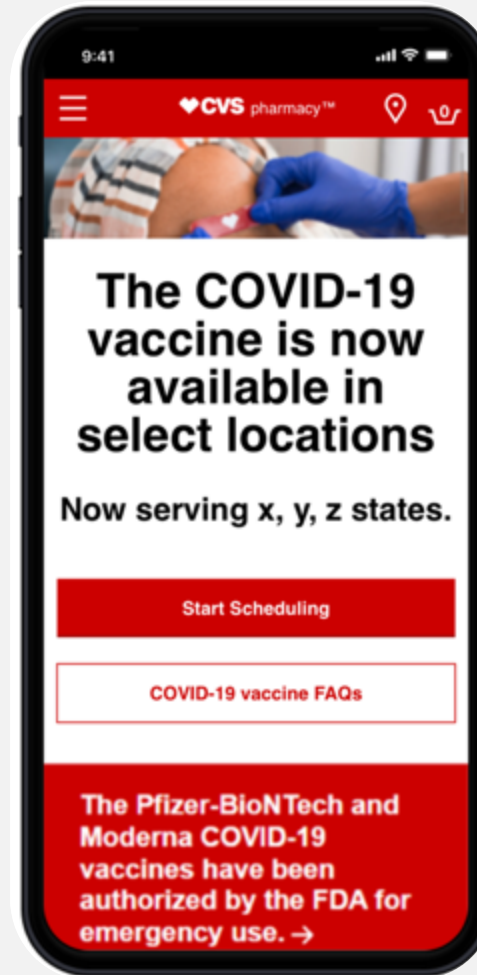 9:41
CVS pharmacy™
0
The COVID-19
vaccine is now
available in
select locations
Now serving x, y, z states.
Start Scheduling
COVID-19 vaccine FAQs
The Pfizer-BioNTech and
Moderna COVID-19
vaccines have been
authorized by the FDA for
emergency use. →